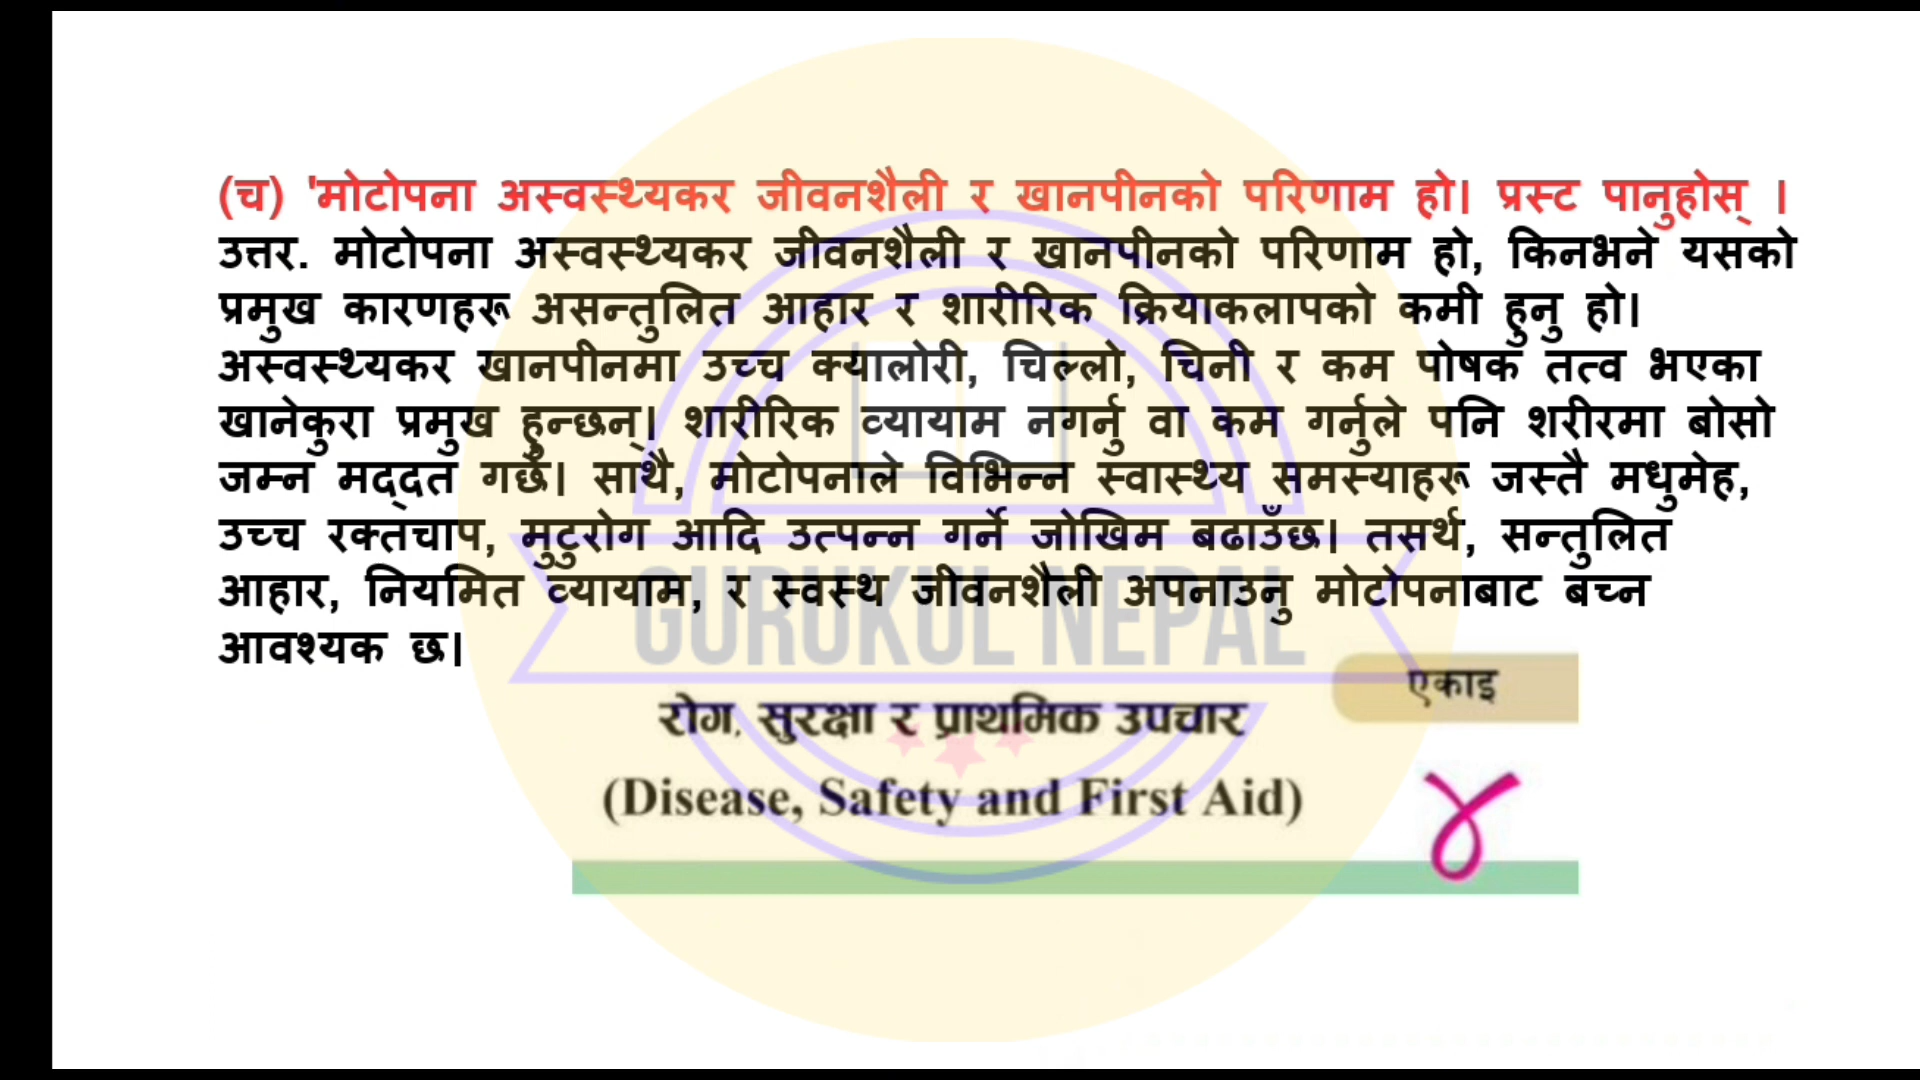 (च) 'मोटोपना अस्वस्थ्यकर जीवनशैली र खानपीनको परिणाम हो। प्रस्ट पानुहोस् ।
उत्तर. मोटोपना अस्वस्थ्यकर जीवनशैली र खानपीनको परिणाम हो, किनभने यसको
प्रमुख कारणहरू असन्तुलित आहार र शारीरिक क्रियाकलापको कमी हुनु हो।
अस्वस्थ्यकर खानपीनमा उच्च क्यालोरी, चिल्लो, चिनी र कम पोषक तत्व भएका
खानेकुरा प्रमुख हुन्छन्। शारीरिक व्यायाम नगर्नु वा कम गर्नुले पनि शरीरमा बोसो
जम्न मद्दत गर्छ। साथै, मोटोपनाले विभिन्न स्वास्थ्य समस्याहरू जस्तै मधुमेह,
उच्च रक्तचाप, मुटुरोग आदि उत्पन्न गर्ने जोखिम बढाउँछ। तसर्थ, सन्तुलित
आहार, नियमित व्यायाम, र स्वस्थ जीवनशैली अपनाउनु मोटोपनाबाट बच्न
आवश्यक छ।
GURUKUL NEPAL
एकाइ
रोग, सुरक्षा र प्राथमिक उपचार
(Disease, Safety and First Aid)
४